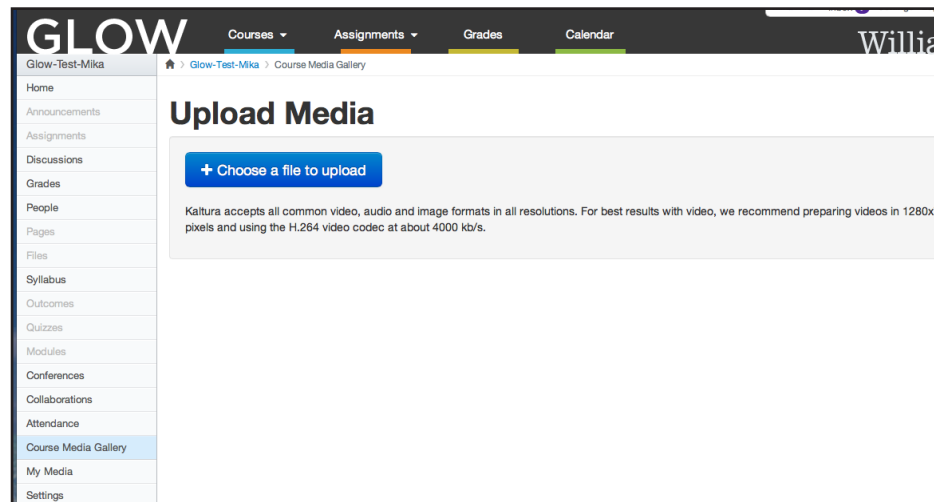 GLOW
Courses
Assignments
Grades
Calendar
Glow-Test-Mika
Glow-Test-Mika > Course Media Gallery
Home
Announcements
Assignments
Discussions
Grades
People
Pages
Files
Syllabus
Outcomes
Quizzes
Modules
Conferences
Collaborations
Attendance
Course Media Gallery
My Media
Settings
Upload Media
+ Choose a file to upload
Kaltura accepts all common video, audio and image formats in all resolutions. For best results with video, we recommend preparing videos in 1280x
pixels and using the H.264 video codec at about 4000 kb/s.